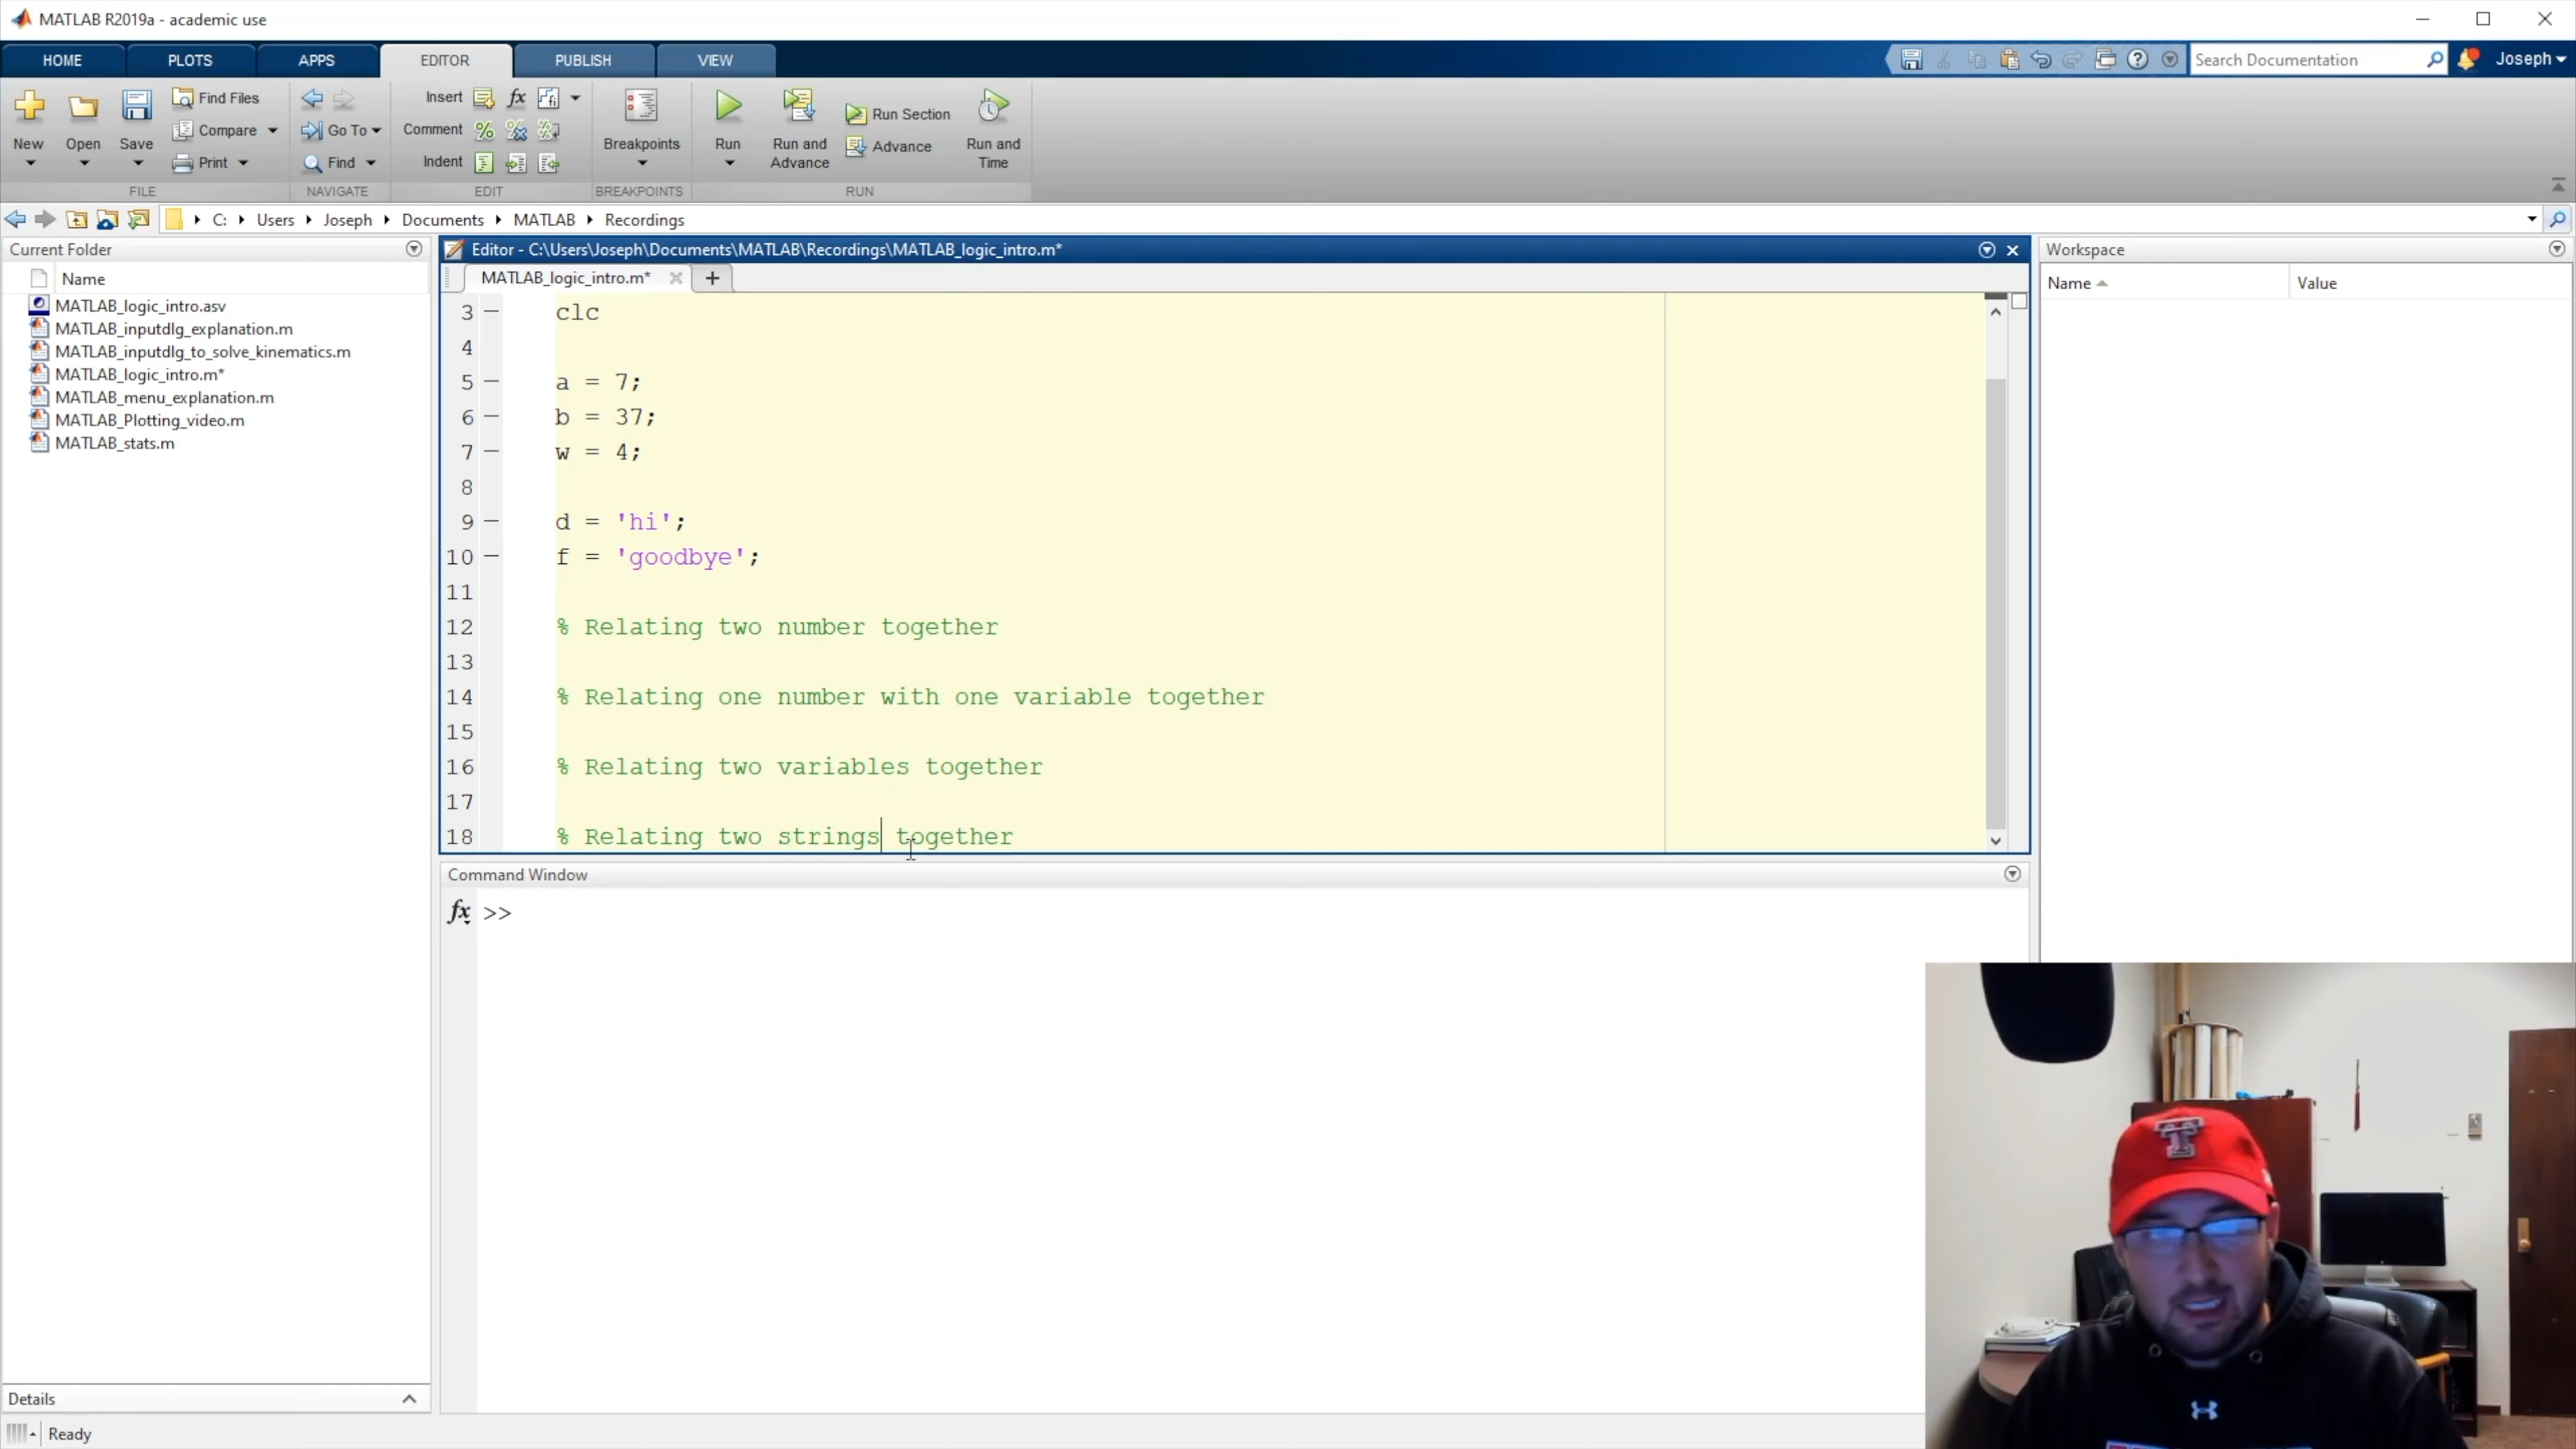 MATLAB R2019a - academic use
HOME PLOTS APPS EDITOR PUBLISH VIEW Search Documentation Joseph
New Open Save Find Files Compare Print Go To Find Insert fx Comment Indent Breakpoints Run Run and Advance Run Section Advance Run and Time
FILE NAVIGATE EDIT BREAKPOINTS RUN
C: Users Joseph Documents MATLAB Recordings
Current Folder
Name
MATLAB_logic_intro.asv
MATLAB_inputdlg_explanation.m
MATLAB_inputdlg_to_solve_kinematics.m
MATLAB_logic_intro.m*
MATLAB_menu_explanation.m
MATLAB_Plotting_video.m
MATLAB_stats.m
Details
Ready
Editor - C:\Users\Joseph\Documents\MATLAB\Recordings\MATLAB_logic_intro.m*
MATLAB_logic_intro.m* +
3 clc
4
5 a = 7;
6 b = 37;
7 w = 4;
8
9 d = 'hi';
10 f = 'goodbye';
11
12 % Relating two number together
13
14 % Relating one number with one variable together
15
16 % Relating two variables together
17
18 % Relating two strings together
Command Window
fx >>
Workspace
Name Value
T